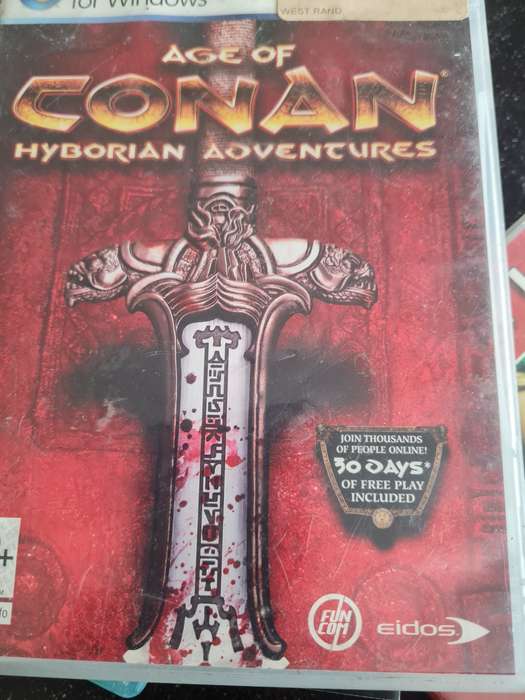 for Windows
WEST RAND
AGE OF
CONAN®
HYBORIAN ADVENTURES
JOIN THOUSANDS
OF PEOPLE ONLINE!
30 DAYS*
OF FREE PLAY
INCLUDED
+
fo
FUN
COM
eidos